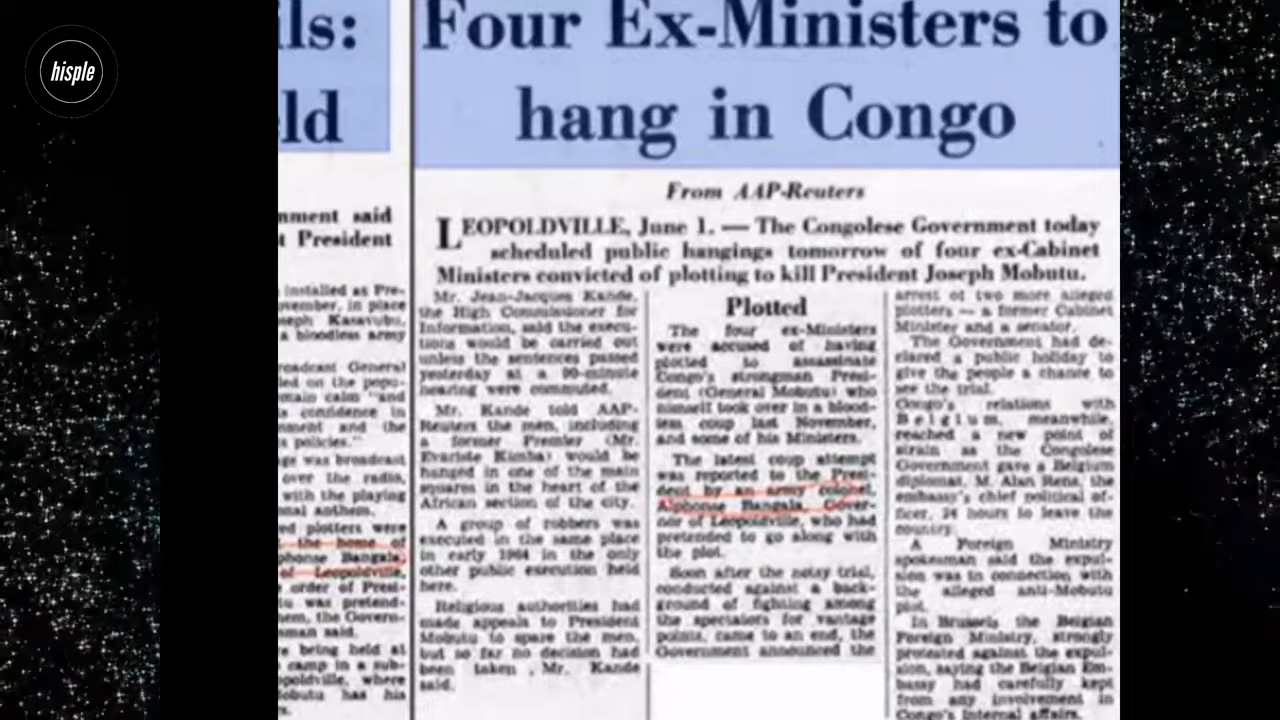 hisple
ils:
eld
nment said
t President
installed as Pre-
vember, in place
seph Kasavubu,
a bloodless army
roadcast General
led on the popu-
main calm "and
s confidence in
nment and the
s policies."
ge was broadcast
over the radio,
with the playing
onal anthem.
ed plotters were
the home of
phonse Bangala,
of Leopoldville,
order of Presi-
tu was pretend-
hem, the Govern-
sman said.
e being held at
camp in a sub-
opoldville, where
obutu has his
s.
Four Ex-Ministers to
hang in Congo
From AAP-Reuters
LEOPOLDVILLE, June 1. — The Congolese Government today
scheduled public hangings tomorrow of four ex-Cabinet
Ministers convicted of plotting to kill President Joseph Mobutu.
Mr. Jean-Jacques Kande,
the High Commissioner for
Information, said the execu-
tions would be carried out
unless the sentences passed
yesterday at a 90-minute
hearing were commuted.
Mr. Kande told AAP-
Reuters the men, including
a former Premier (Mr.
Evariste Kimba) would be
hanged in one of the main
squares in the heart of the
African section of the city.
A group of robbers was
executed in the same place
in early 1964 in the only
other public execution held
here.
Religious authorities had
made appeals to President
Mobutu to spare the men,
but so far no decision had
been taken, Mr. Kande
said.
Plotted
The four ex-Ministers
were accused of having
plotted to assassinate
Congo's strongman Presi-
dent (General Mobutu) who
himself took over in a blood-
less coup last November,
and some of his Ministers.
The latest coup attempt
was reported to the Presi-
dent by an army colonel,
Alphonse Bangala, Gover-
nor of Leopoldville, who had
pretended to go along with
the plot.
Soon after the noisy trial,
conducted against a back-
ground of fighting among
the spectators for vantage
points, came to an end, the
Government announced the
arrest of two more alleged
plotters — a former Cabinet
Minister and a senator.
The Government had de-
clared a public holiday to
give the people a chance to
see the trial.
Congo's relations with
Belgium, meanwhile,
reached a new point of
strain as the Congolese
Government gave a Belgium
diplomat, M. Alan Rens, the
embassy's chief political of-
ficer, 24 hours to leave the
country.
A Foreign Ministry
spokesman said the expul-
sion was in connection with
the alleged anti-Mobutu
plot.
In Brussels the Belgian
Foreign Ministry, strongly
protested against the expul-
sion, saying the Belgian Em-
bassy had carefully kept
from any involvement in
Congo's internal affairs.